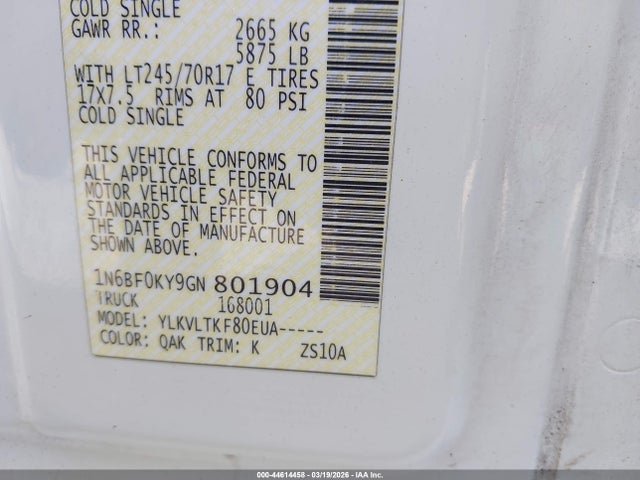 COLD SINGLE
GAWR RR.: 2665 KG
5875 LB
WITH LT245/70R17 E TIRES
17X7.5 RIMS AT 80 PSI
COLD SINGLE
THIS VEHICLE CONFORMS TO
ALL APPLICABLE FEDERAL
MOTOR VEHICLE SAFETY
STANDARDS IN EFFECT ON
THE DATE OF MANUFACTURE
SHOWN ABOVE.
1N6BF0KY9GN 801904
TRUCK 168001
MODEL: YLKVLTKF80EUA-----
COLOR: QAK TRIM: K ZS10A
000-44614458 - 03/19/2026 - IAA Inc.